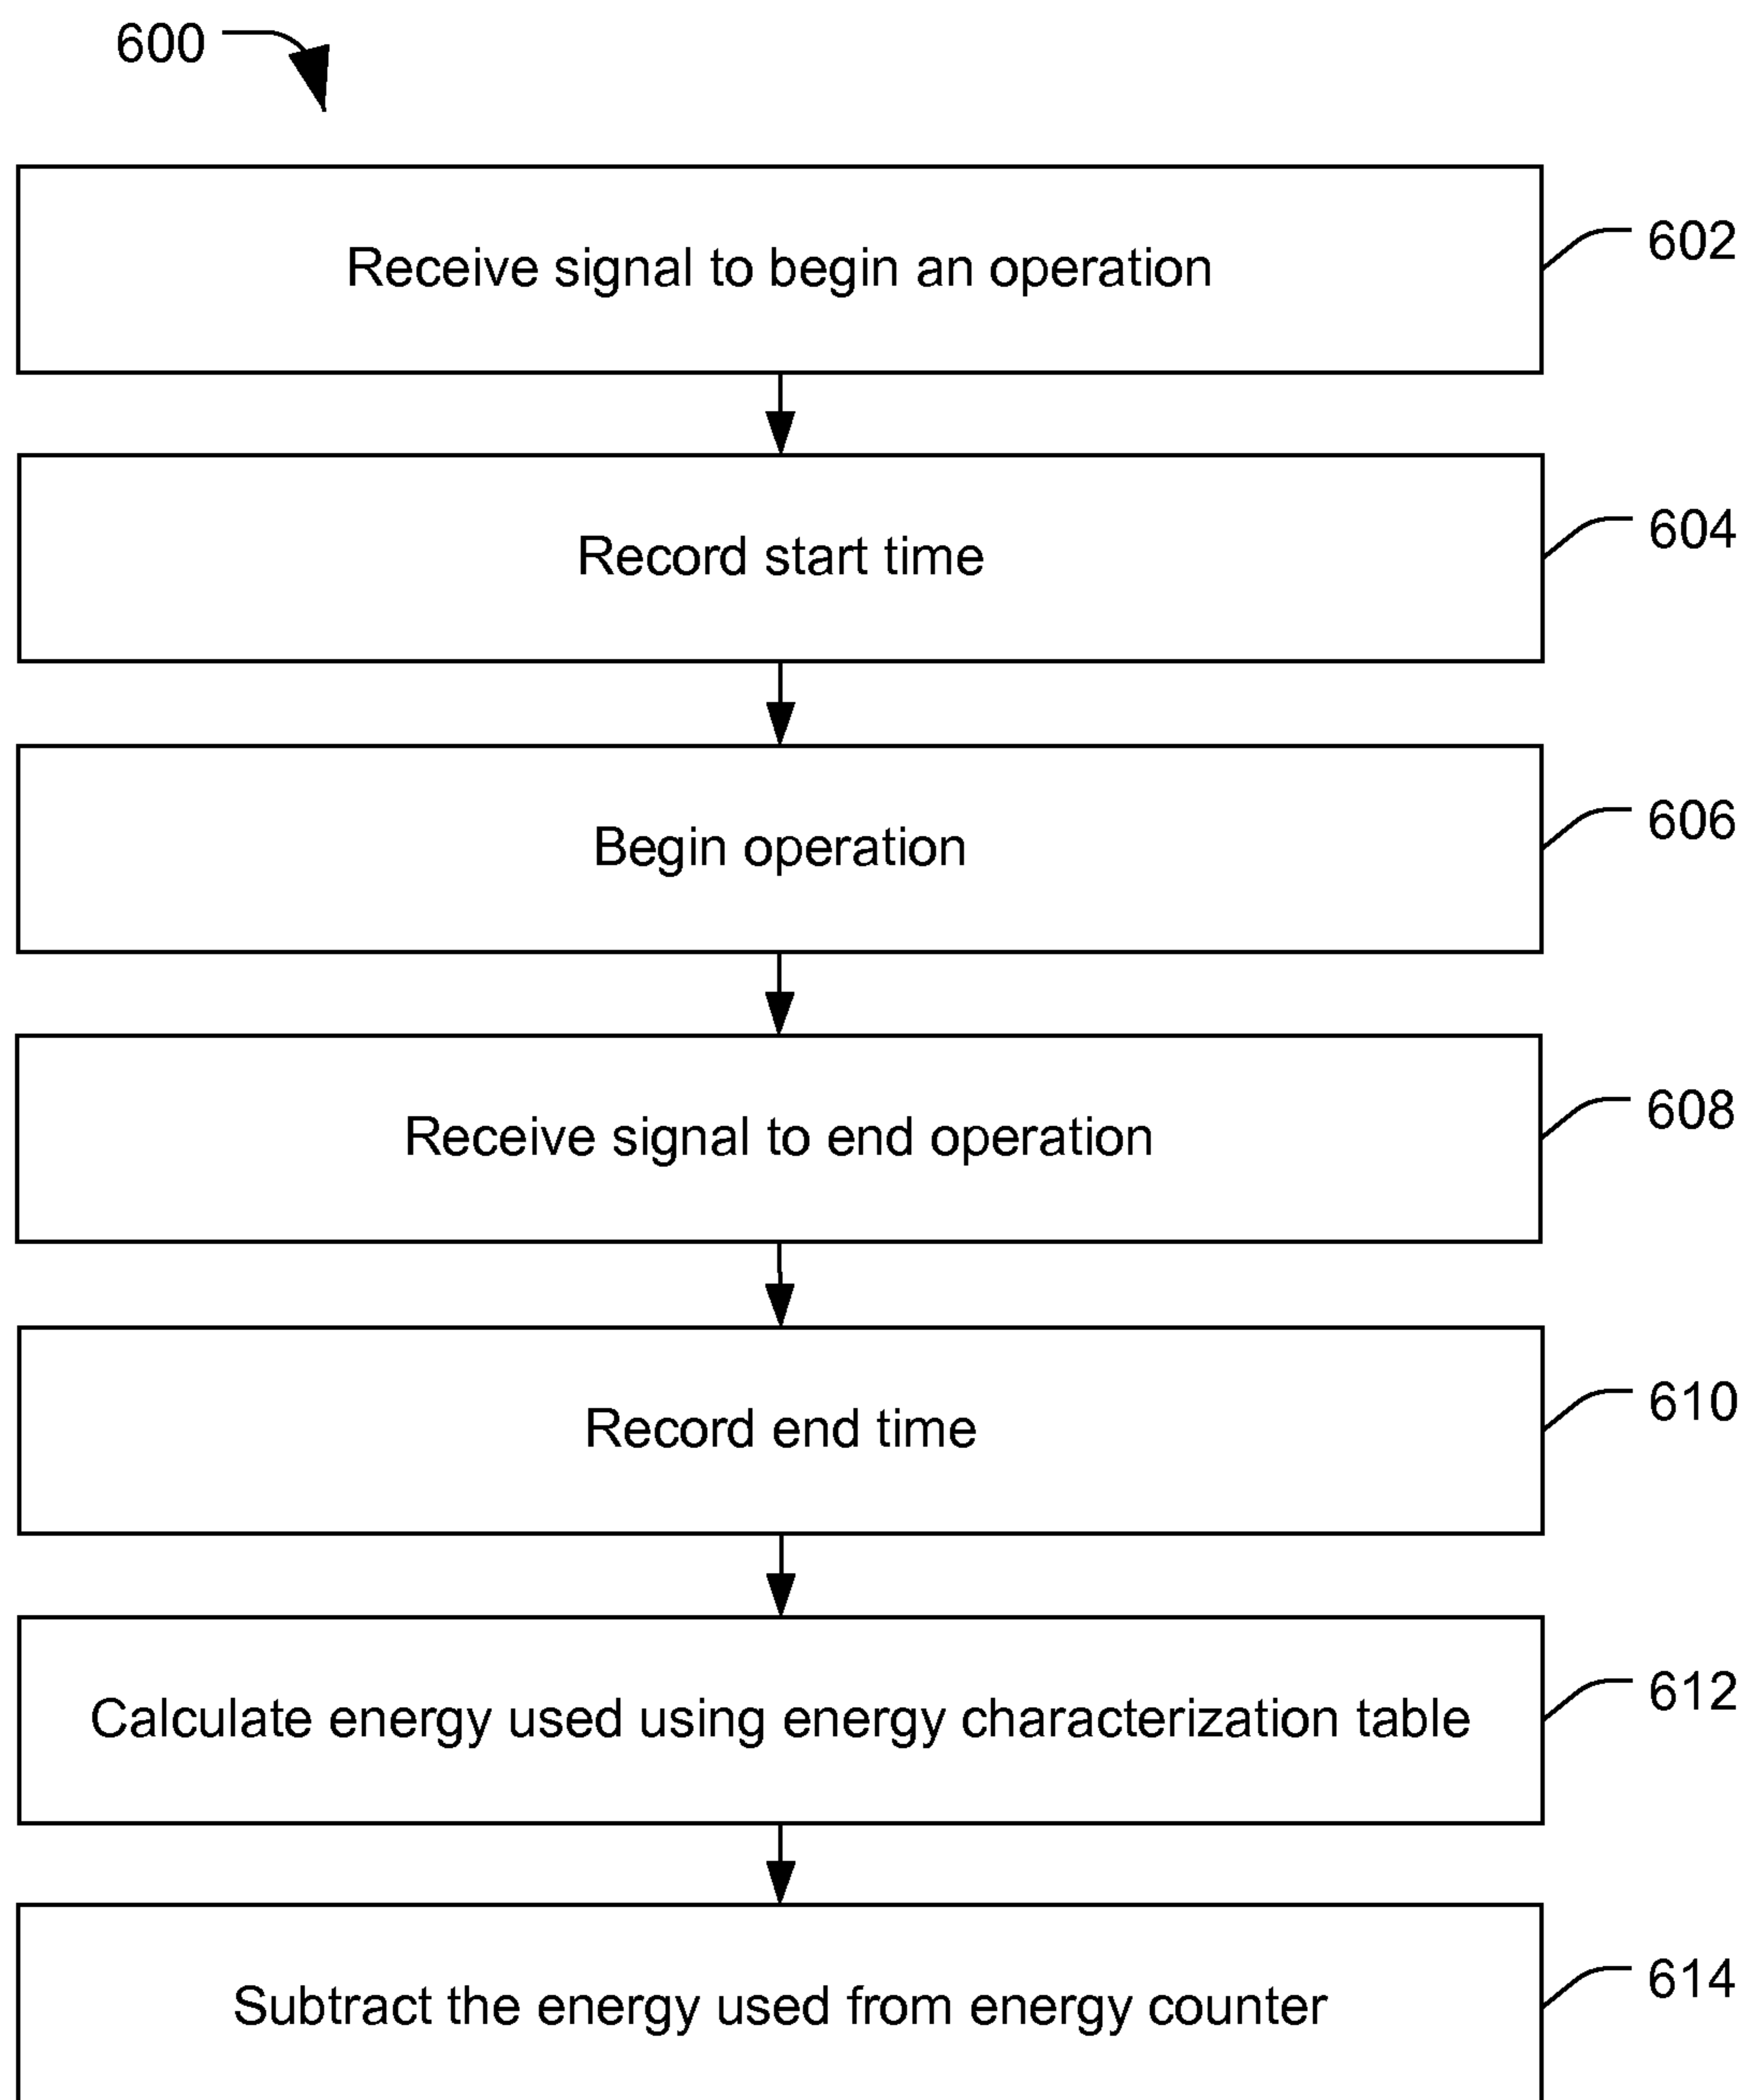 600
Receive signal to begin an operation
602
Record start time
604
Begin operation
606
Receive signal to end operation
608
Record end time
610
Calculate energy used using energy characterization table
612
Subtract the energy used from energy counter
614